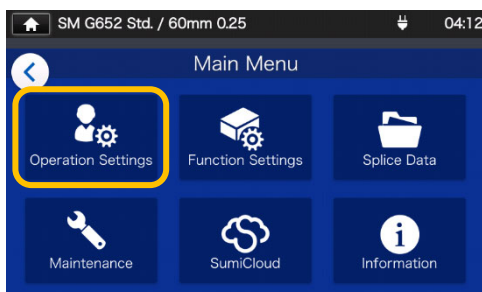 SM G652 Std. / 60mm 0.25 04:12
Main Menu
Operation Settings Function Settings Splice Data
Maintenance SumiCloud Information